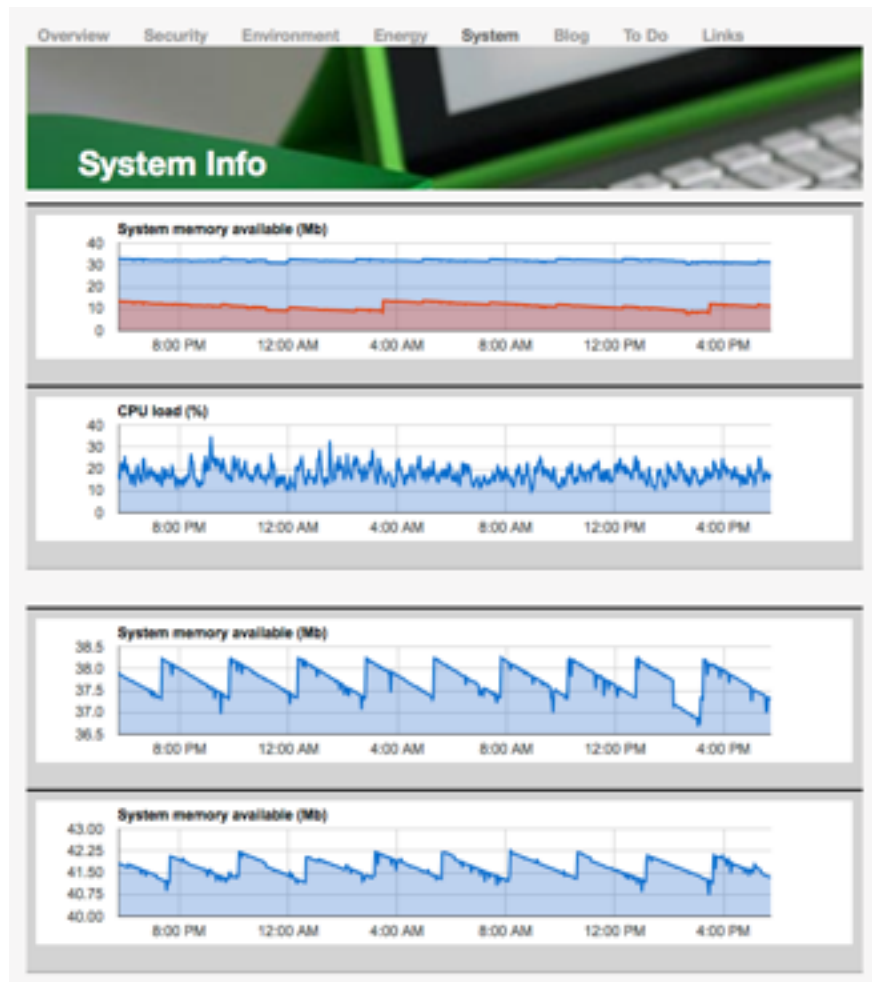 Overview Security Environment Energy System Blog To Do Links
System Info
System memory available (Mb)
40
30
20
10
0
8:00 PM 12:00 AM 4:00 AM 8:00 AM 12:00 PM 4:00 PM
CPU load (%)
40
30
20
10
0
8:00 PM 12:00 AM 4:00 AM 8:00 AM 12:00 PM 4:00 PM
System memory available (Mb)
38.5
38.0
37.5
37.0
36.5
8:00 PM 12:00 AM 4:00 AM 8:00 AM 12:00 PM 4:00 PM
System memory available (Mb)
43.00
42.25
41.50
40.75
40.00
8:00 PM 12:00 AM 4:00 AM 8:00 AM 12:00 PM 4:00 PM